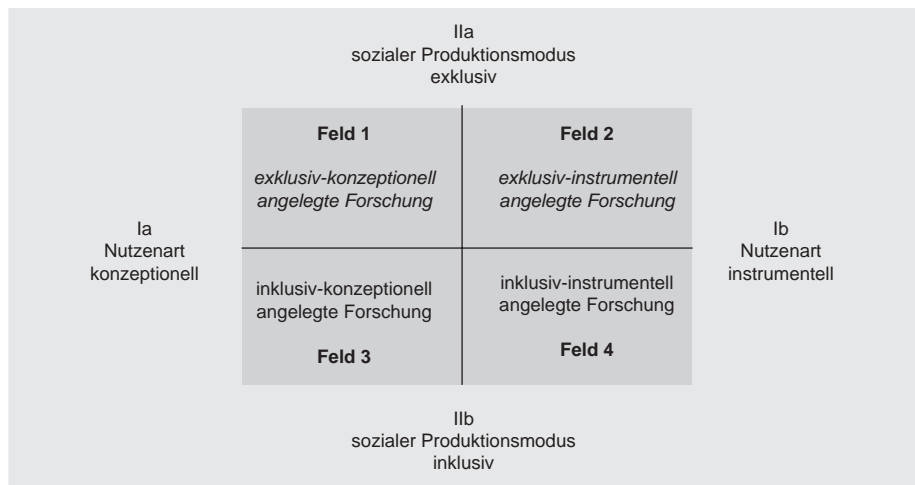 IIa
sozialer Produktionsmodus
exklusiv
Feld 1
Feld 2
exklusiv-konzeptionell
angelegte Forschung
exklusiv-instrumentell
angelegte Forschung
Ia
Nutzenart
konzeptionell
Ib
Nutzenart
instrumentell
inklusiv-konzeptionell
angelegte Forschung
inklusiv-instrumentell
angelegte Forschung
Feld 3
Feld 4
IIb
sozialer Produktionsmodus
inklusiv